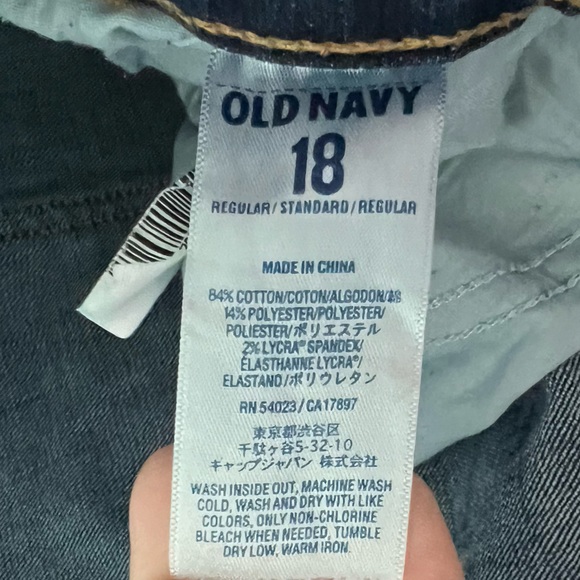 OLD NAVY
18
REGULAR/STANDARD/REGULAR
MADE IN CHINA
84% COTTON/COTON/ALGODON/綿
14% POLYESTER/POLYESTER/
POLIESTER/ポリエステル
2% LYCRA® SPANDEX/
ÉLASTHANNE LYCRA®/
ELASTANO/ポリウレタン
RN 54023/CA17897
東京都渋谷区
千駄ヶ谷5-32-10
ギャップジャパン 株式会社
WASH INSIDE OUT, MACHINE WASH
COLD, WASH AND DRY WITH LIKE
COLORS, ONLY NON-CHLORINE
BLEACH WHEN NEEDED, TUMBLE
DRY LOW, WARM IRON.